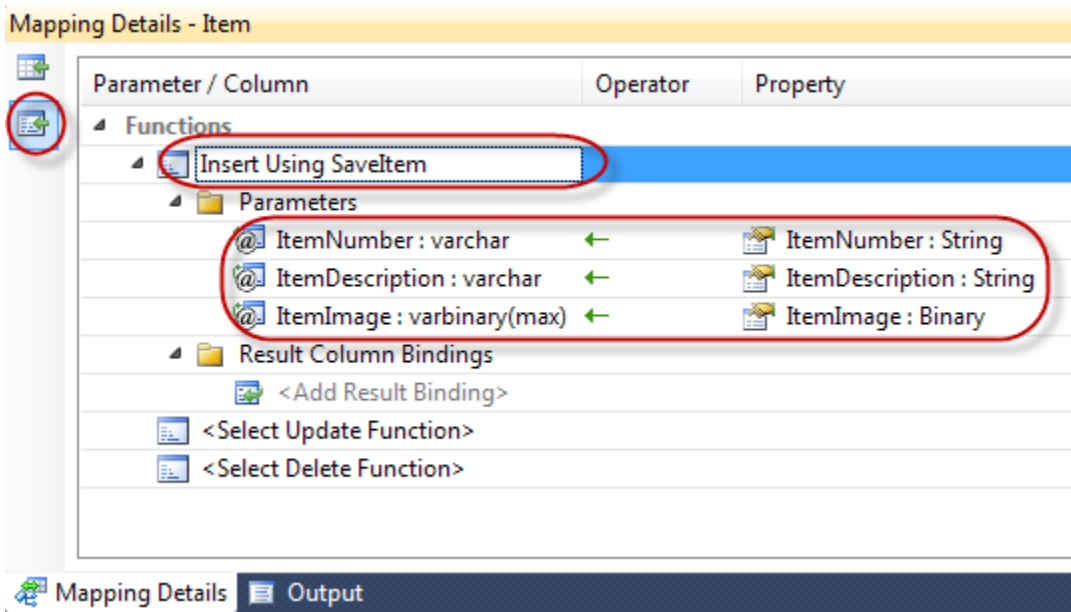 Mapping Details - Item
Parameter / Column Operator Property
Functions
Insert Using SaveItem
Parameters
ItemNumber : varchar ItemNumber : String
ItemDescription : varchar ItemDescription : String
ItemImage : varbinary(max) ItemImage : Binary
Result Column Bindings
<Add Result Binding>
<Select Update Function>
<Select Delete Function>
Mapping Details Output